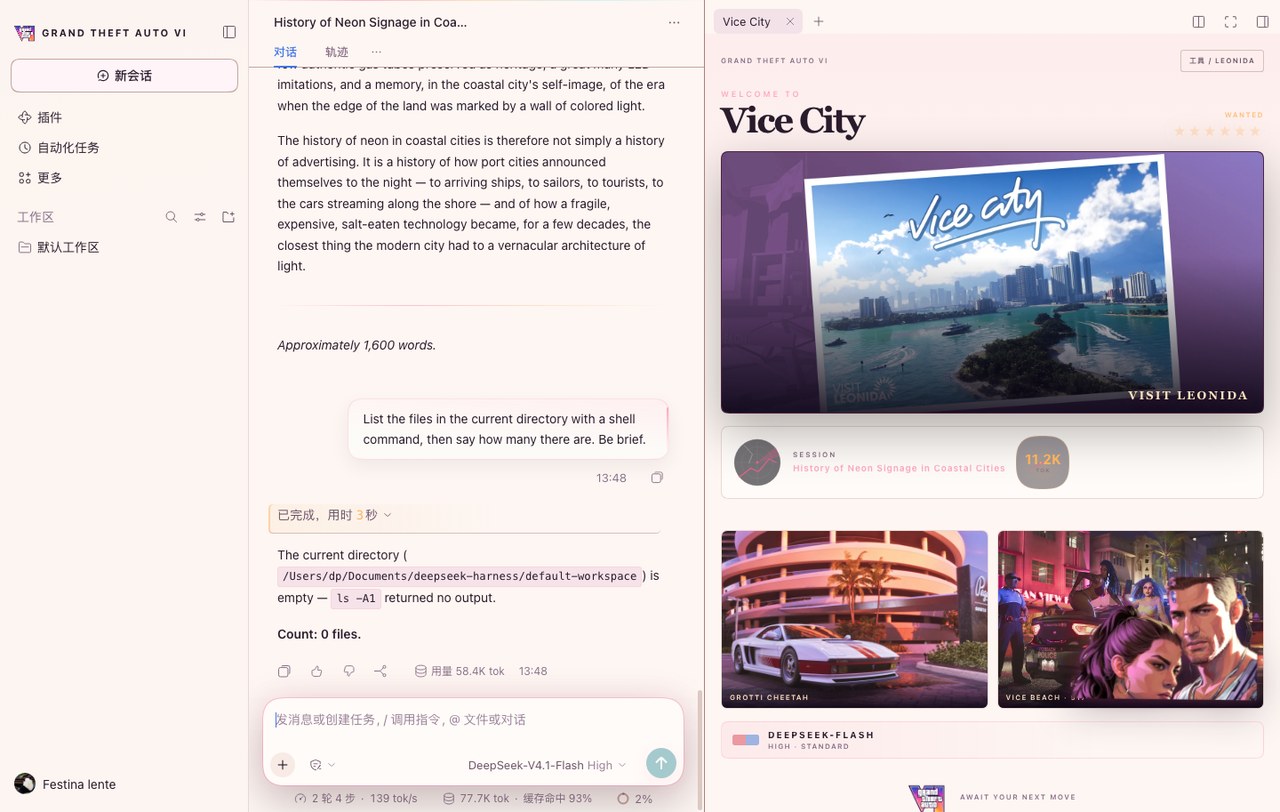 GRAND THEFT AUTO VI
新会话
插件
自动化任务
更多
工作区
默认工作区
Festina lente
History of Neon Signage in Coa...
对话
轨迹
imitations, and a memory, in the coastal city's self-image, of the era
when the edge of the land was marked by a wall of colored light.
The history of neon in coastal cities is therefore not simply a history
of advertising. It is a history of how port cities announced
themselves to the night — to arriving ships, to sailors, to tourists, to
the cars streaming along the shore — and of how a fragile,
expensive, salt-eaten technology became, for a few decades, the
closest thing the modern city had to a vernacular architecture of
light.
Approximately 1,600 words.
List the files in the current directory with a shell
command, then say how many there are. Be brief.
13:48
已完成，用时 3秒
The current directory (
/Users/dp/Documents/deepseek-harness/default-workspace ) is
empty — ls -A1 returned no output.
Count: 0 files.
用量 58.4K tok 13:48
发消息或创建任务, / 调用指令, @ 文件或对话
DeepSeek-V4.1-Flash High
2 轮 4 步 · 139 tok/s 77.7K tok · 缓存命中 93% 2%
Vice City
GRAND THEFT AUTO VI
工具 / LEONIDA
WELCOME TO
Vice City
WANTED
vice city
VISIT LEONIDA
VISIT LEONIDA
SESSION
History of Neon Signage in Coastal Cities
11.2K
TOK
GROTTI CHEETAH
POLICE
VICE BEACH
DEEPSEEK-FLASH
HIGH · STANDARD
grand theft auto VI
AWAIT YOUR NEXT MOVE